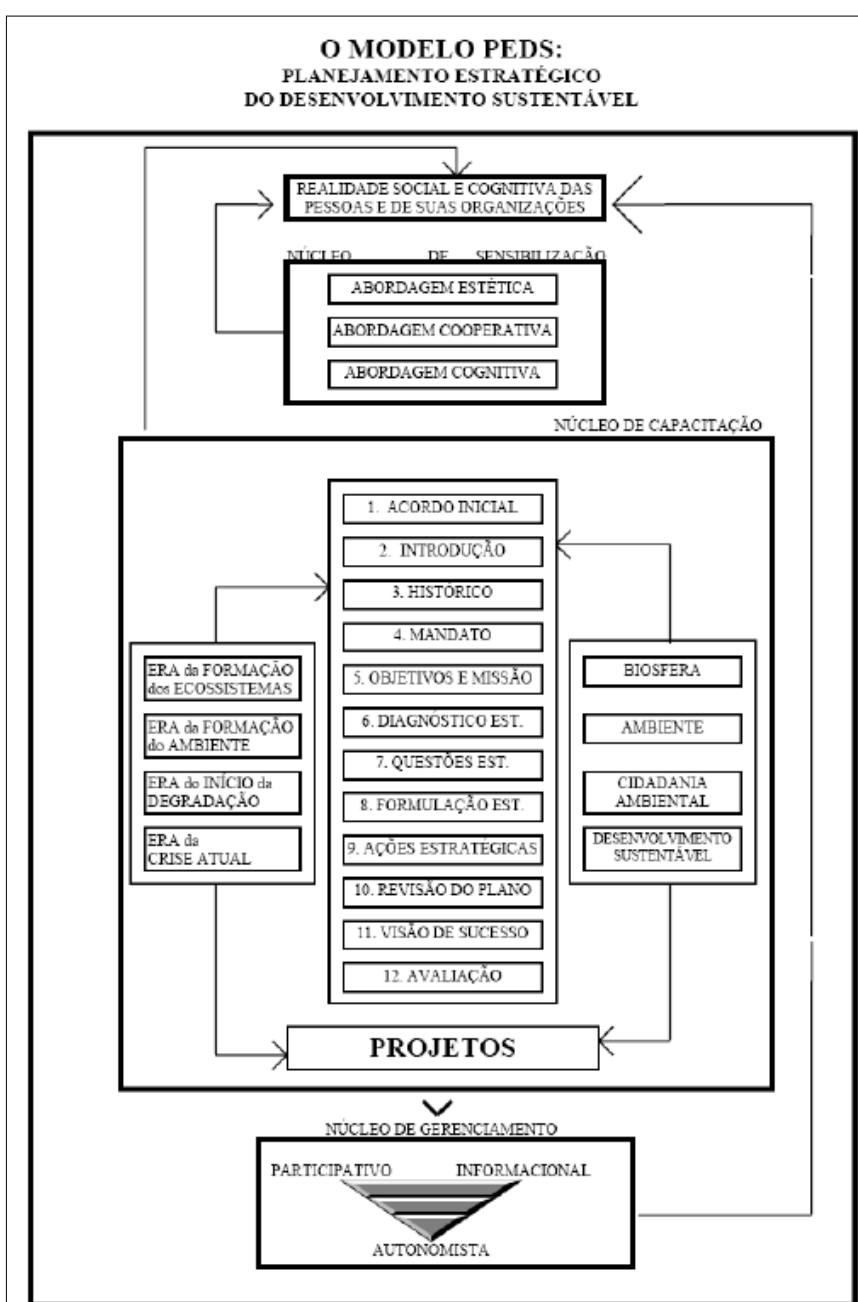 O MODELO PEDS:
PLANEJAMENTO ESTRATÉGICO
DO DESENVOLVIMENTO SUSTENTÁVEL
REALIDADE SOCIAL E COGNITIVA DAS
PESSOAS E DE SUAS ORGANIZAÇÕES
NÚCLEO DE SENSIBILIZAÇÃO
ABORDAGEM ESTÉTICA
ABORDAGEM COOPERATIVA
ABORDAGEM COGNITIVA
NÚCLEO DE CAPACITAÇÃO
1. ACORDO INICIAL
2. INTRODUÇÃO
3. HISTÓRICO
4. MANDATO
5. OBJETIVOS E MISSÃO
6. DIAGNÓSTICO EST.
7. QUESTÕES EST.
8. FORMULAÇÃO EST.
9. AÇÕES ESTRATÉGICAS
10. REVISÃO DO PLANO
11. VISÃO DE SUCESSO
12. AVALIAÇÃO
ERA da FORMAÇÃO
dos ECOSSISTEMAS
ERA da FORMAÇÃO
do AMBIENTE
ERA do INÍCIO da
DEGRADAÇÃO
ERA da
CRISE ATUAL
BIOSFERA
AMBIENTE
CIDADANIA
AMBIENTAL
DESENVOLVIMENTO
SUSTENTÁVEL
PROJETOS
NÚCLEO DE GERENCIAMENTO
PARTICIPATIVO INFORMACIONAL
AUTONOMISTA